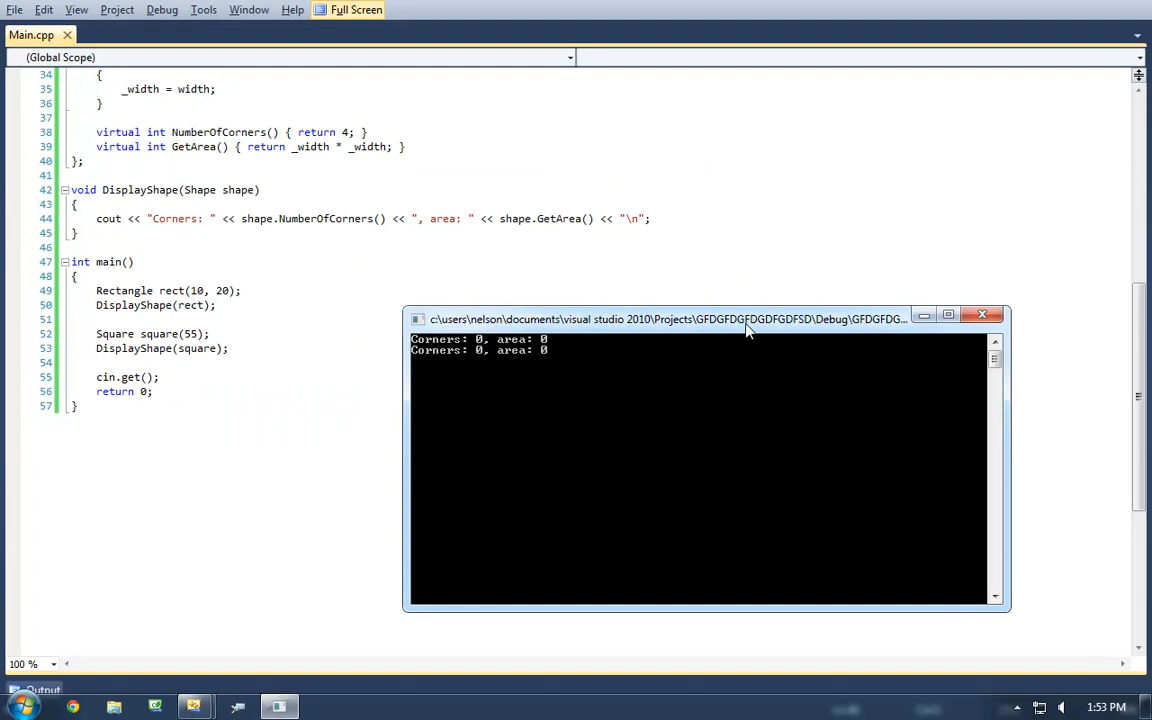 File Edit View Project Debug Tools Window Help Full Screen
Main.cpp
(Global Scope)
34 {
35 _width = width;
36 }
37
38 virtual int NumberOfCorners() { return 4; }
39 virtual int GetArea() { return _width * _width; }
40 };
41
42 void DisplayShape(Shape shape)
43 {
44 cout << "Corners: " << shape.NumberOfCorners() << ", area: " << shape.GetArea() << "\n";
45 }
46
47 int main()
48 {
49 Rectangle rect(10, 20);
50 DisplayShape(rect);
51
52 Square square(55);
53 DisplayShape(square);
54
55 cin.get();
56 return 0;
57 }
c:\users\nelson\documents\visual studio 2010\Projects\GFDGFDGFDGDFGDFSD\Debug\GFDGFDG...
Corners: 0, area: 0
Corners: 0, area: 0
100 %
Output
1:53 PM